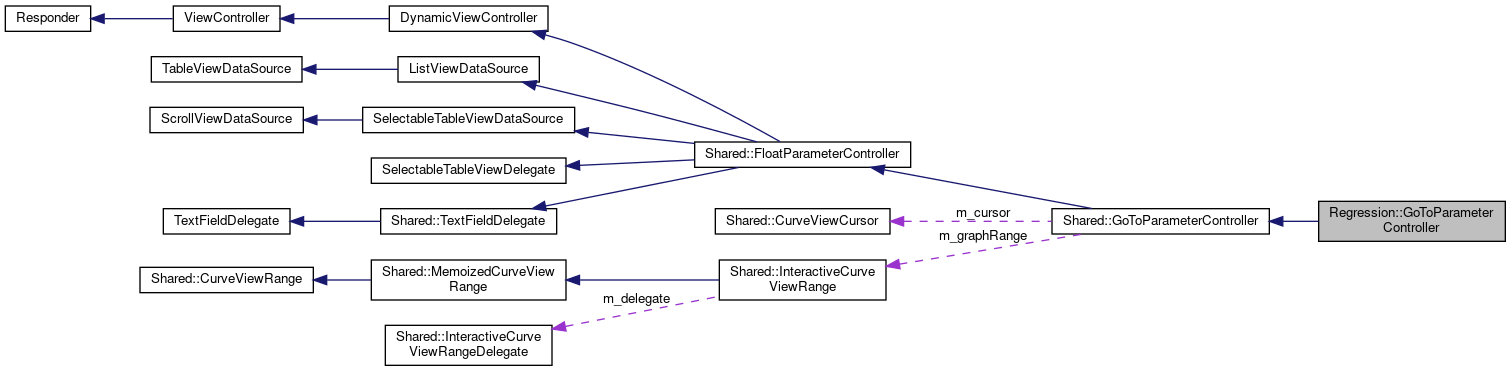 Responder
ViewController
DynamicViewController
TableViewDataSource
ListViewDataSource
ScrollViewDataSource
SelectableTableViewDataSource
Shared::FloatParameterController
SelectableTableViewDelegate
TextFieldDelegate
Shared::TextFieldDelegate
Shared::CurveViewCursor
m_cursor
Shared::GoToParameterController
Regression::GoToParameter
Controller
m_graphRange
Shared::CurveViewRange
Shared::MemoizedCurveView
Range
Shared::InteractiveCurve
ViewRange
m_delegate
Shared::InteractiveCurve
ViewRangeDelegate